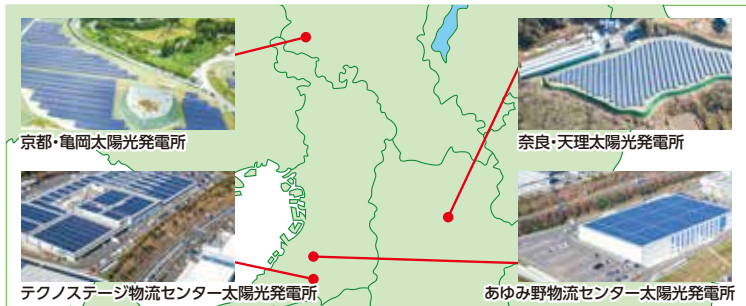 京都・亀岡太陽光発電所
奈良・天理太陽光発電所
テクノステージ物流センター太陽光発電所
あゆみ野物流センター太陽光発電所